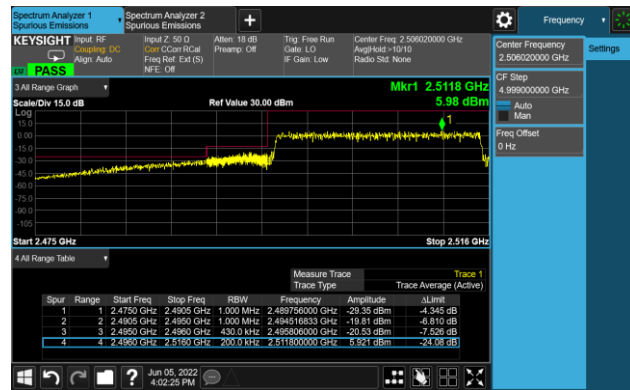 Spectrum Analyzer 1
Spurious Emissions
Spectrum Analyzer 2
Spurious Emissions
Frequency
KEYSIGHT
Input: RF
Coupling: DC
Align: Auto
Input Z: 50 Ω
Corr CCorr RCal
Freq Ref: Ext (S)
NFE: Off
Atten: 18 dB
Preamp: Off
Trig: Free Run
Gate: LO
IF Gain: Low
Center Freq: 2.506020000 GHz
Avg|Hold:>10/10
Radio Std: None
PASS
Center Frequency
2.506020000 GHz
Settings
CF Step
4.999000000 GHz
Auto
Man
Freq Offset
0 Hz
3 All Range Graph
Mkr1 2.5118 GHz
Scale/Div 15.0 dB
Ref Value 30.00 dBm
5.98 dBm
Log
15.0
0.00
-15.0
-30.0
-45.0
-60.0
-75.0
-90.0
-105
1
Start 2.475 GHz
Stop 2.516 GHz
4 All Range Table
Measure Trace Trace 1
Trace Type Trace Average (Active)
Spur Range Start Freq Stop Freq RBW Frequency Amplitude ΔLimit
1 1 2.4750 GHz 2.4905 GHz 1.000 MHz 2.489756000 GHz -29.35 dBm -4.345 dB
2 2 2.4905 GHz 2.4950 GHz 1.000 MHz 2.494516833 GHz -19.81 dBm -6.810 dB
3 3 2.4950 GHz 2.4960 GHz 430.0 kHz 2.495806000 GHz -20.53 dBm -7.526 dB
4 4 2.4960 GHz 2.5160 GHz 200.0 kHz 2.511800000 GHz 5.921 dBm -24.08 dB
Jun 05, 2022
4:02:25 PM